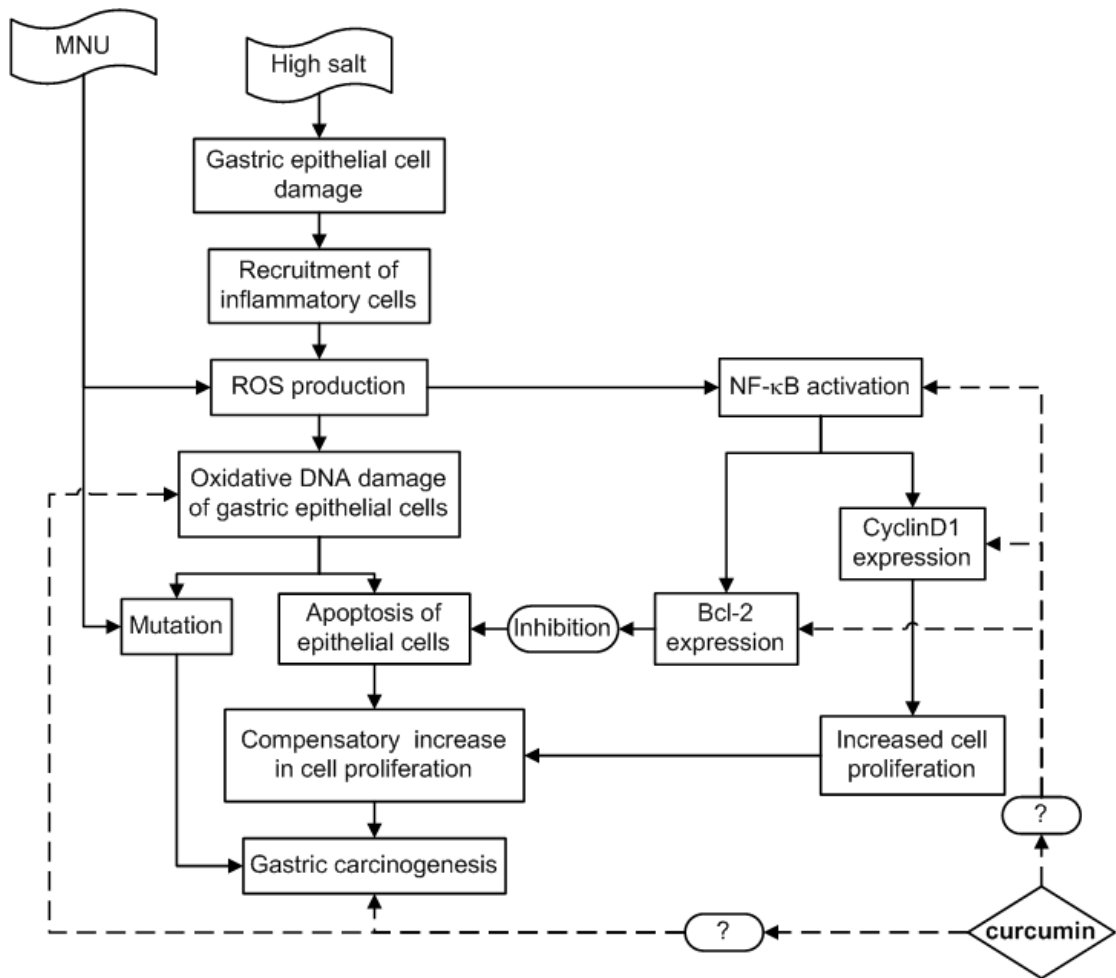 MNU
High salt
Gastric epithelial cell
damage
Recruitment of
inflammatory cells
ROS production
NF-κB activation
Oxidative DNA damage
of gastric epithelial cells
CyclinD1
expression
Mutation
Apoptosis of
epithelial cells
Inhibition
Bcl-2
expression
Compensatory increase
in cell proliferation
Increased cell
proliferation
?
Gastric carcinogenesis
?
curcumin